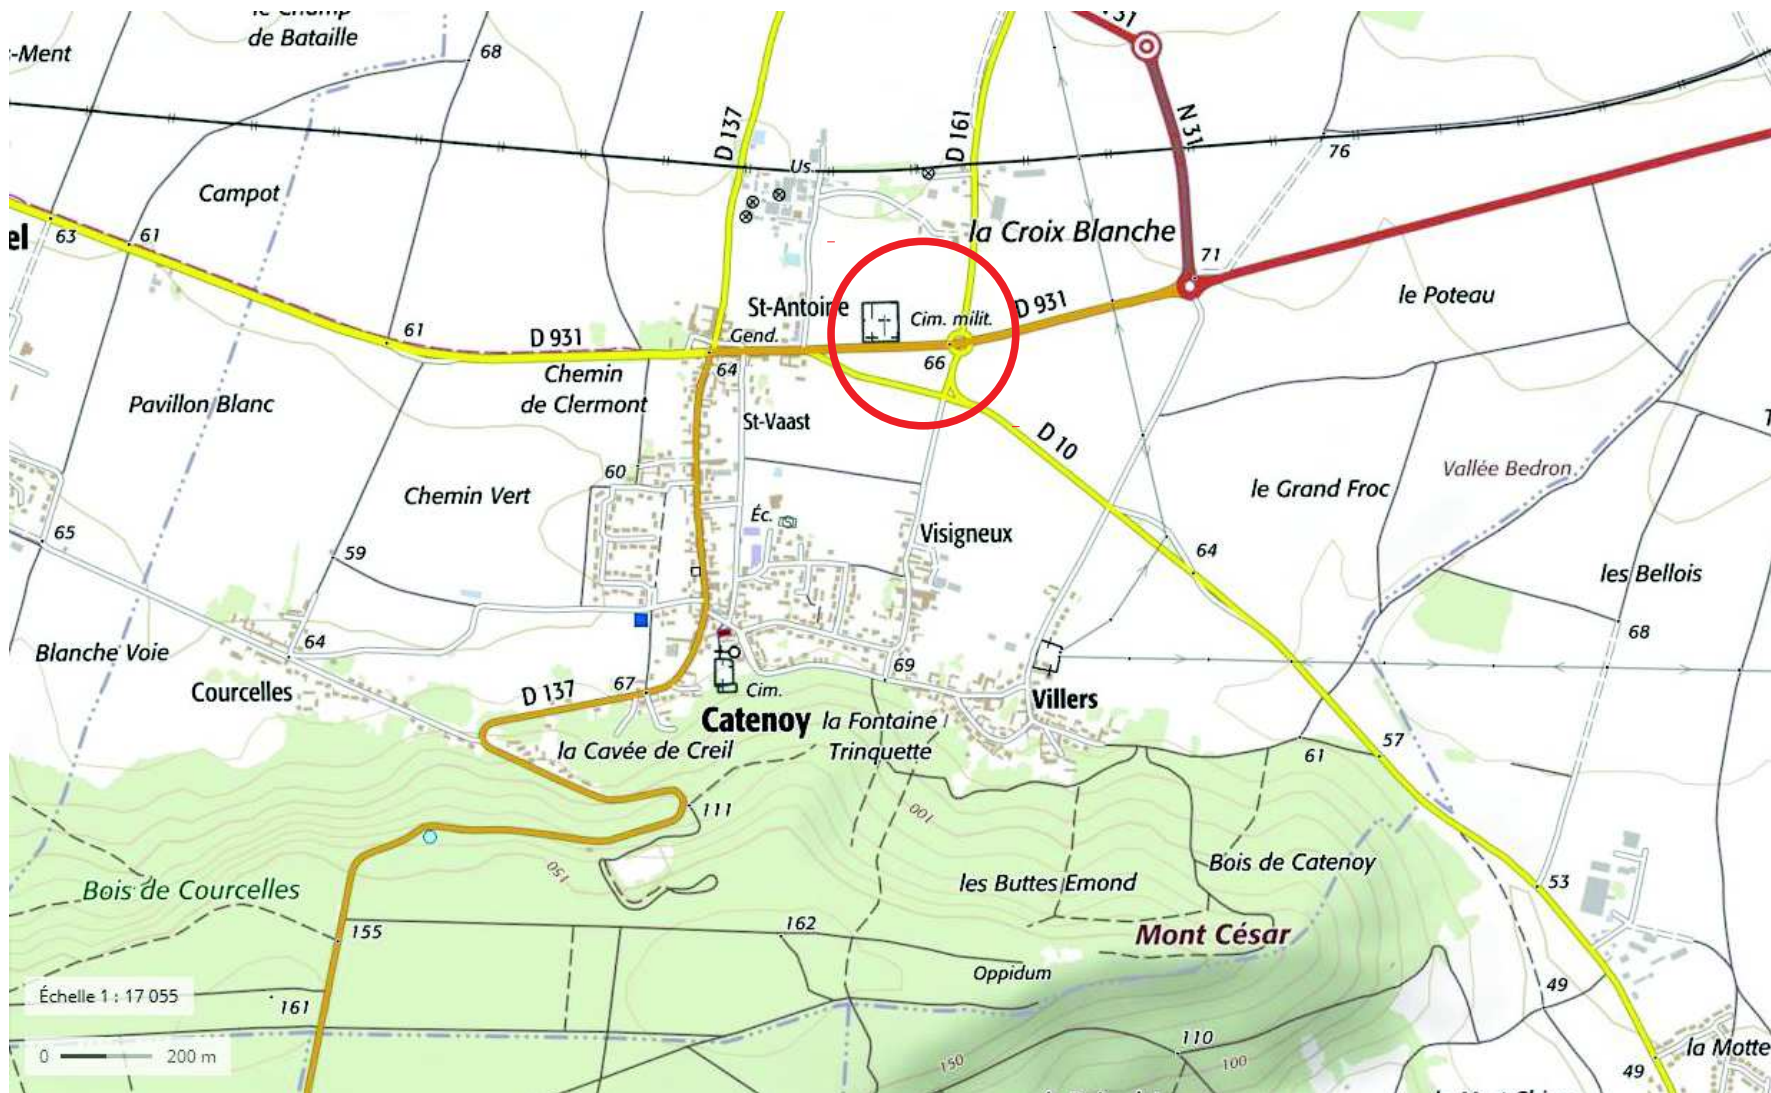 de Bataille
-Ment
68
N 31
D 137
D 161
Us.
76
Campot
el
63
61
la Croix Blanche
71
St-Antoine
Cim. milit.
D 931
le Poteau
61
D 931
Gend.
64
66
Chemin
de Clermont
Pavillon Blanc
St-Vaast
D 10
60
Vallée Bedron
Chemin Vert
le Grand Froc
Éc.
65
59
Visigneux
64
les Bellois
64
68
Blanche Voie
69
Courcelles
67
D 137
Cim.
Villers
Catenoy
la Fontaine
Trinquette
la Cavée de Creil
61
57
111
100
150
Bois de Catenoy
Bois de Courcelles
les Buttes Emond
53
155
162
Mont César
Oppidum
Échelle 1 : 17 055
161
49
0
200 m
150
110
100
49
la Motte